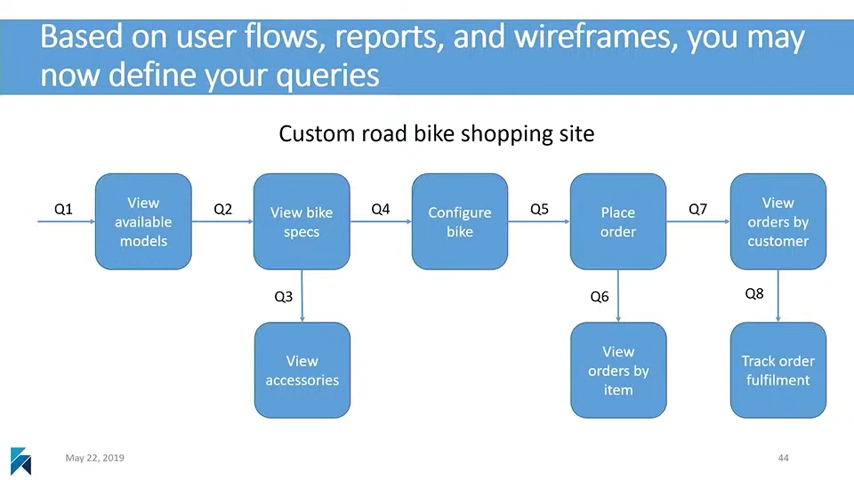 Based on user flows, reports, and wireframes, you may
now define your queries
Custom road bike shopping site
Q1
View
available
models
Q2
View bike
specs
Q4
Configure
bike
Q5
Place
order
Q7
View
orders by
customer
Q3
Q6
Q8
View
accessories
View
orders by
item
Track order
fulfilment
May 22, 2019
44